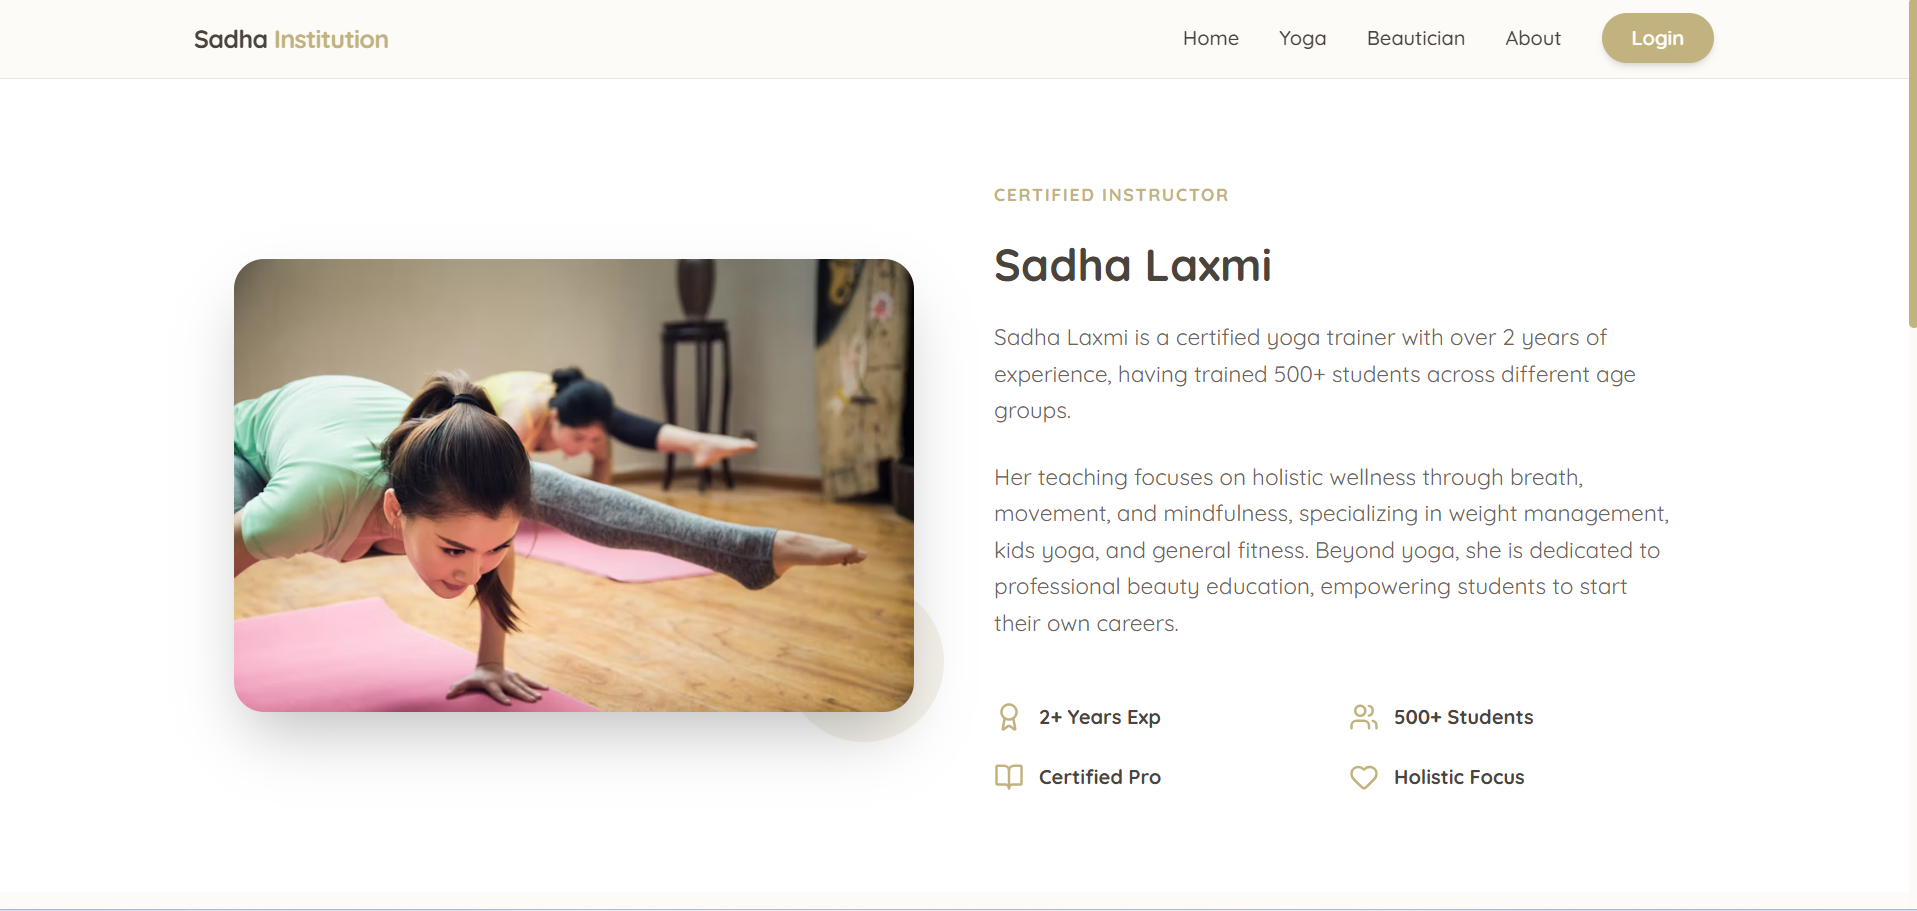 Sadha Institution
Home Yoga Beautician About Login
CERTIFIED INSTRUCTOR
Sadha Laxmi
Sadha Laxmi is a certified yoga trainer with over 2 years of
experience, having trained 500+ students across different age
groups.
Her teaching focuses on holistic wellness through breath,
movement, and mindfulness, specializing in weight management,
kids yoga, and general fitness. Beyond yoga, she is dedicated to
professional beauty education, empowering students to start
their own careers.
2+ Years Exp
500+ Students
Certified Pro
Holistic Focus